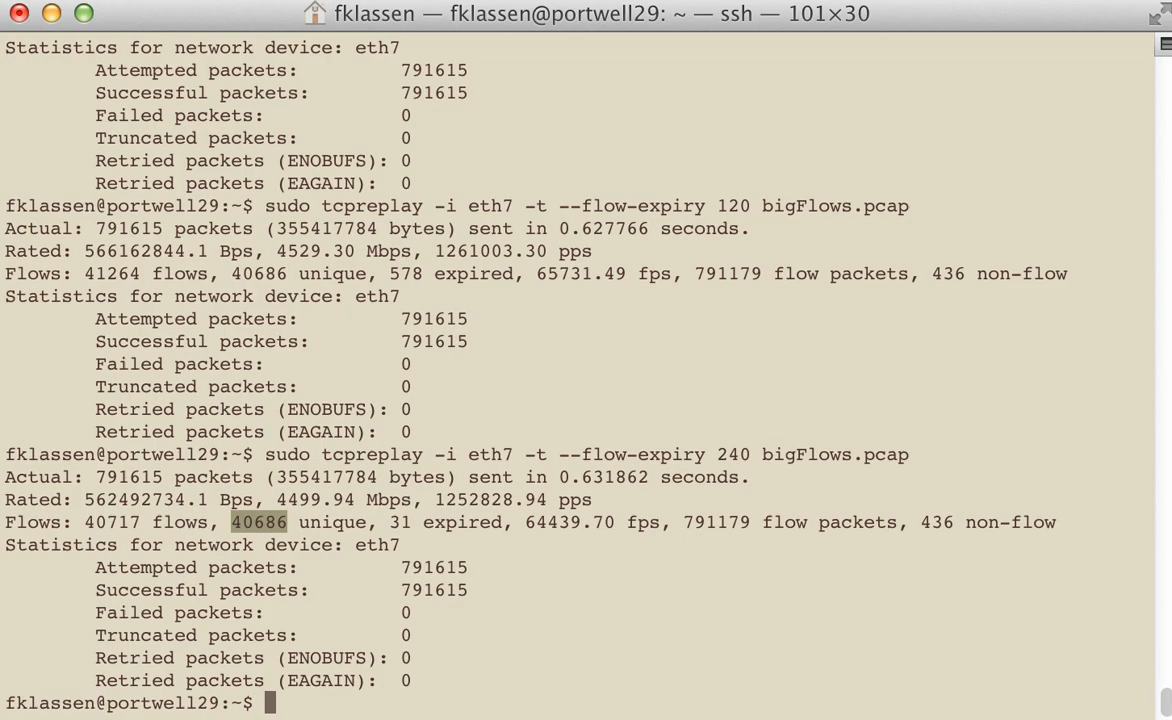 fklassen — fklassen@portwell29: ~ — ssh — 101×30
Statistics for network device: eth7
Attempted packets: 791615
Successful packets: 791615
Failed packets: 0
Truncated packets: 0
Retried packets (ENOBUFS): 0
Retried packets (EAGAIN): 0
fklassen@portwell29:~$ sudo tcpreplay -i eth7 -t --flow-expiry 120 bigFlows.pcap
Actual: 791615 packets (355417784 bytes) sent in 0.627766 seconds.
Rated: 566162844.1 Bps, 4529.30 Mbps, 1261003.30 pps
Flows: 41264 flows, 40686 unique, 578 expired, 65731.49 fps, 791179 flow packets, 436 non-flow
Statistics for network device: eth7
Attempted packets: 791615
Successful packets: 791615
Failed packets: 0
Truncated packets: 0
Retried packets (ENOBUFS): 0
Retried packets (EAGAIN): 0
fklassen@portwell29:~$ sudo tcpreplay -i eth7 -t --flow-expiry 240 bigFlows.pcap
Actual: 791615 packets (355417784 bytes) sent in 0.631862 seconds.
Rated: 562492734.1 Bps, 4499.94 Mbps, 1252828.94 pps
Flows: 40717 flows, 40686 unique, 31 expired, 64439.70 fps, 791179 flow packets, 436 non-flow
Statistics for network device: eth7
Attempted packets: 791615
Successful packets: 791615
Failed packets: 0
Truncated packets: 0
Retried packets (ENOBUFS): 0
Retried packets (EAGAIN): 0
fklassen@portwell29:~$